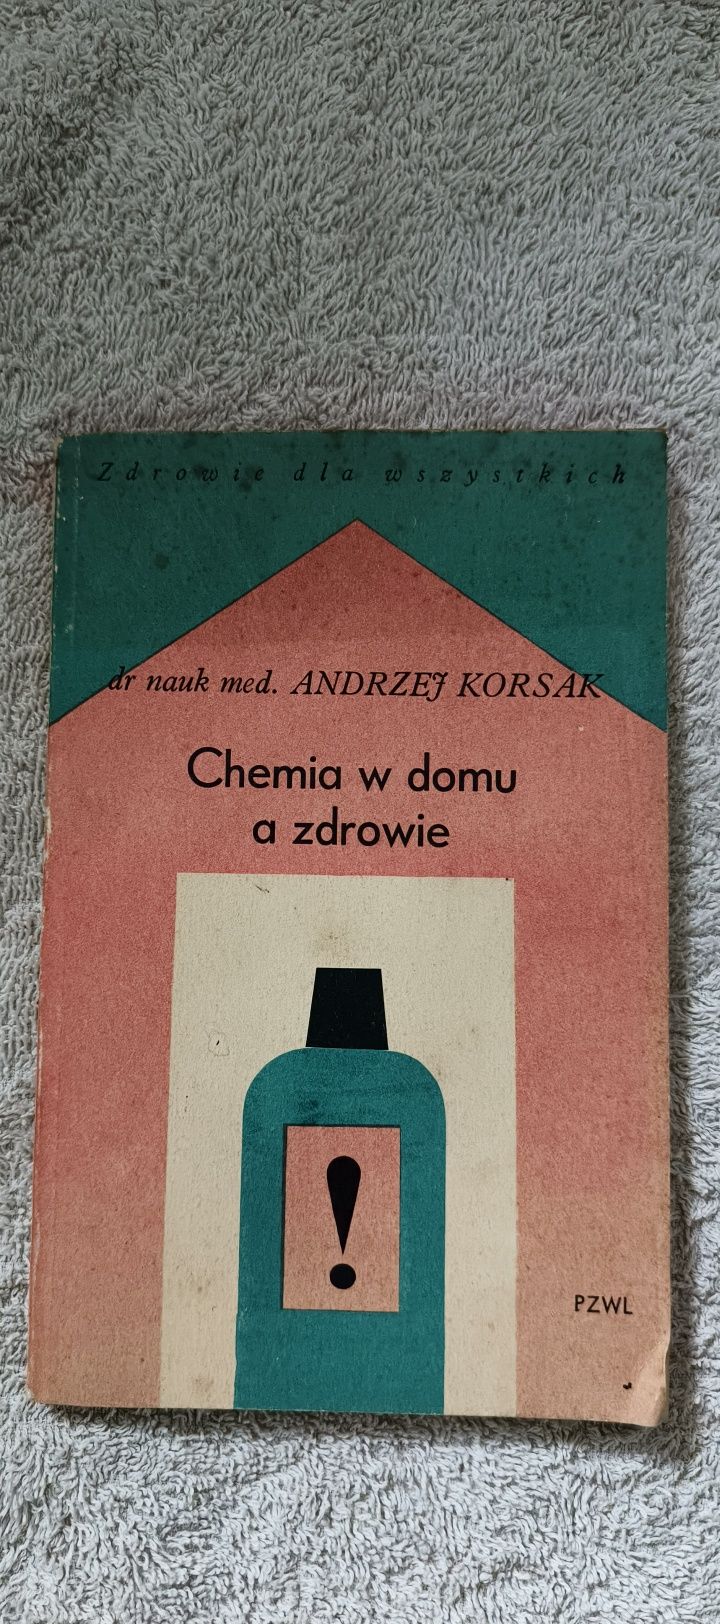 Zdrowie dla wszystkich
dr nauk med. ANDRZEJ KORSAK
Chemia w domu
a zdrowie
!
PZWL